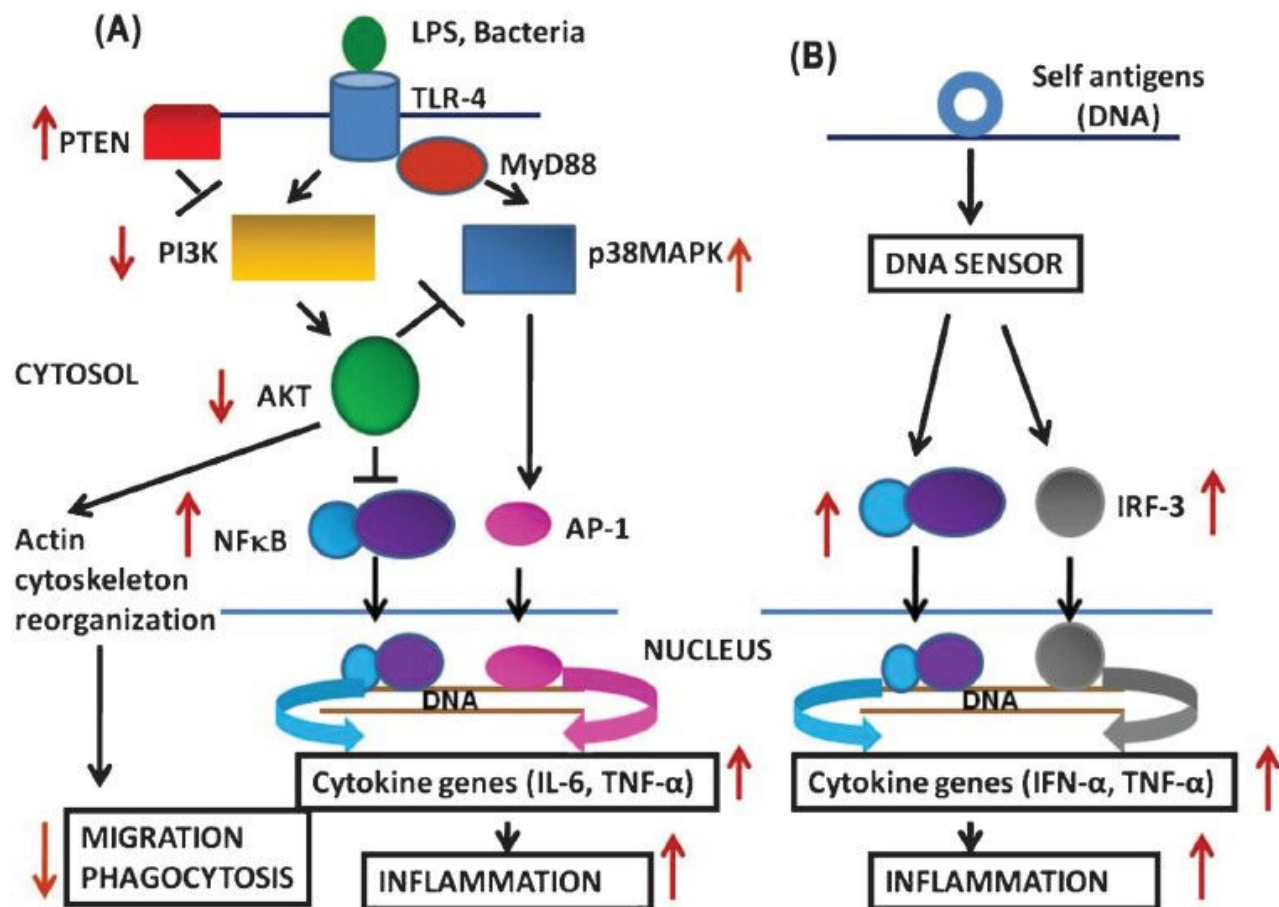 (A)
LPS, Bacteria
TLR-4
PTEN
MyD88
PI3K
p38MAPK
CYTOSOL
AKT
NFκB
AP-1
Actin
cytoskeleton
reorganization
NUCLEUS
DNA
Cytokine genes (IL-6, TNF-α)
MIGRATION
PHAGOCYTOSIS
INFLAMMATION
(B)
Self antigens
(DNA)
DNA SENSOR
IRF-3
DNA
Cytokine genes (IFN-α, TNF-α)
INFLAMMATION